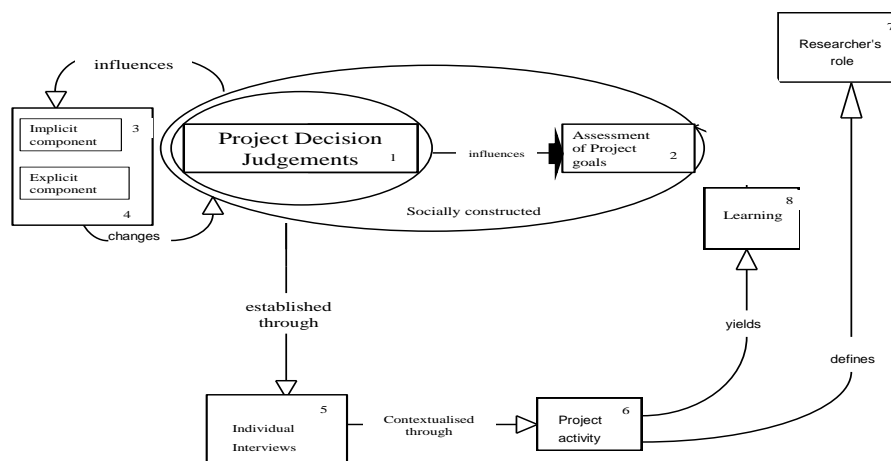 7
Researcher's
role
influences
Implicit 3
component
Explicit
component
4
Project Decision
Judgements 1
influences
Assessment
of Project
goals 2
Socially constructed
changes
8
Learning
established
through
yields
defines
5
Individual
Interviews
Contextualised
through
6
Project
activity